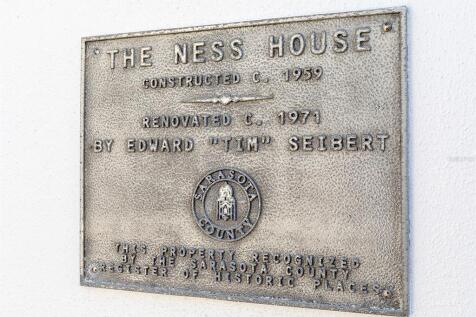 THE NESS HOUSE
CONSTRUCTED C. 1959
RENOVATED C. 1971
BY EDWARD "TIM" SEIBERT
SARASOTA
COUNTY
THIS PROPERTY RECOGNIZED
BY THE SARASOTA COUNTY
REGISTER OF HISTORIC PLACES